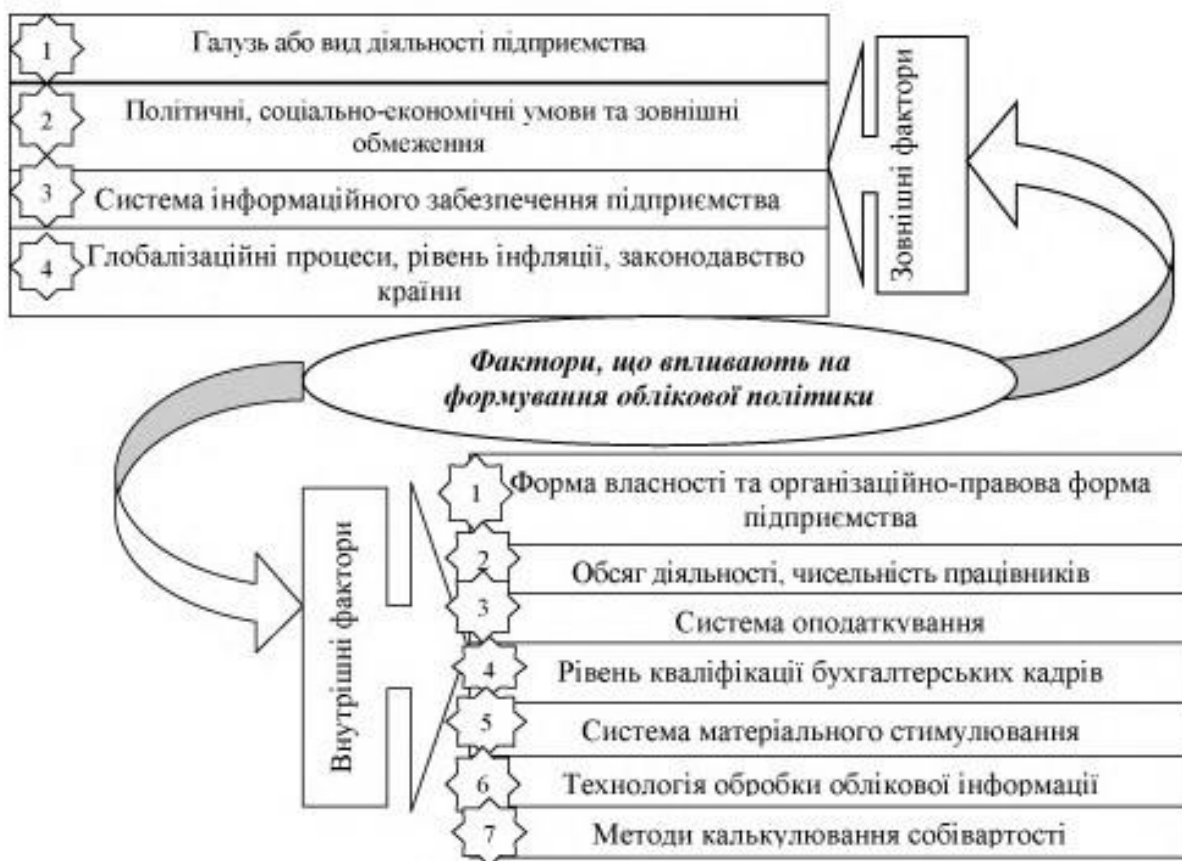 1 Галузь або вид діяльності підприємства
2 Політичні, соціально-економічні умови та зовнішні
обмеження
3 Система інформаційного забезпечення підприємства
4 Глобалізаційні процеси, рівень інфляції, законодавство
країни
Зовнішні фактори
Фактори, що впливають на
формування облікової політики
Внутрішні фактори
1 Форма власності та організаційно-правова форма
підприємства
2 Обсяг діяльності, чисельність працівників
3 Система оподаткування
4 Рівень кваліфікації бухгалтерських кадрів
5 Система матеріального стимулювання
6 Технологія обробки облікової інформації
7 Методи калькулювання собівартості